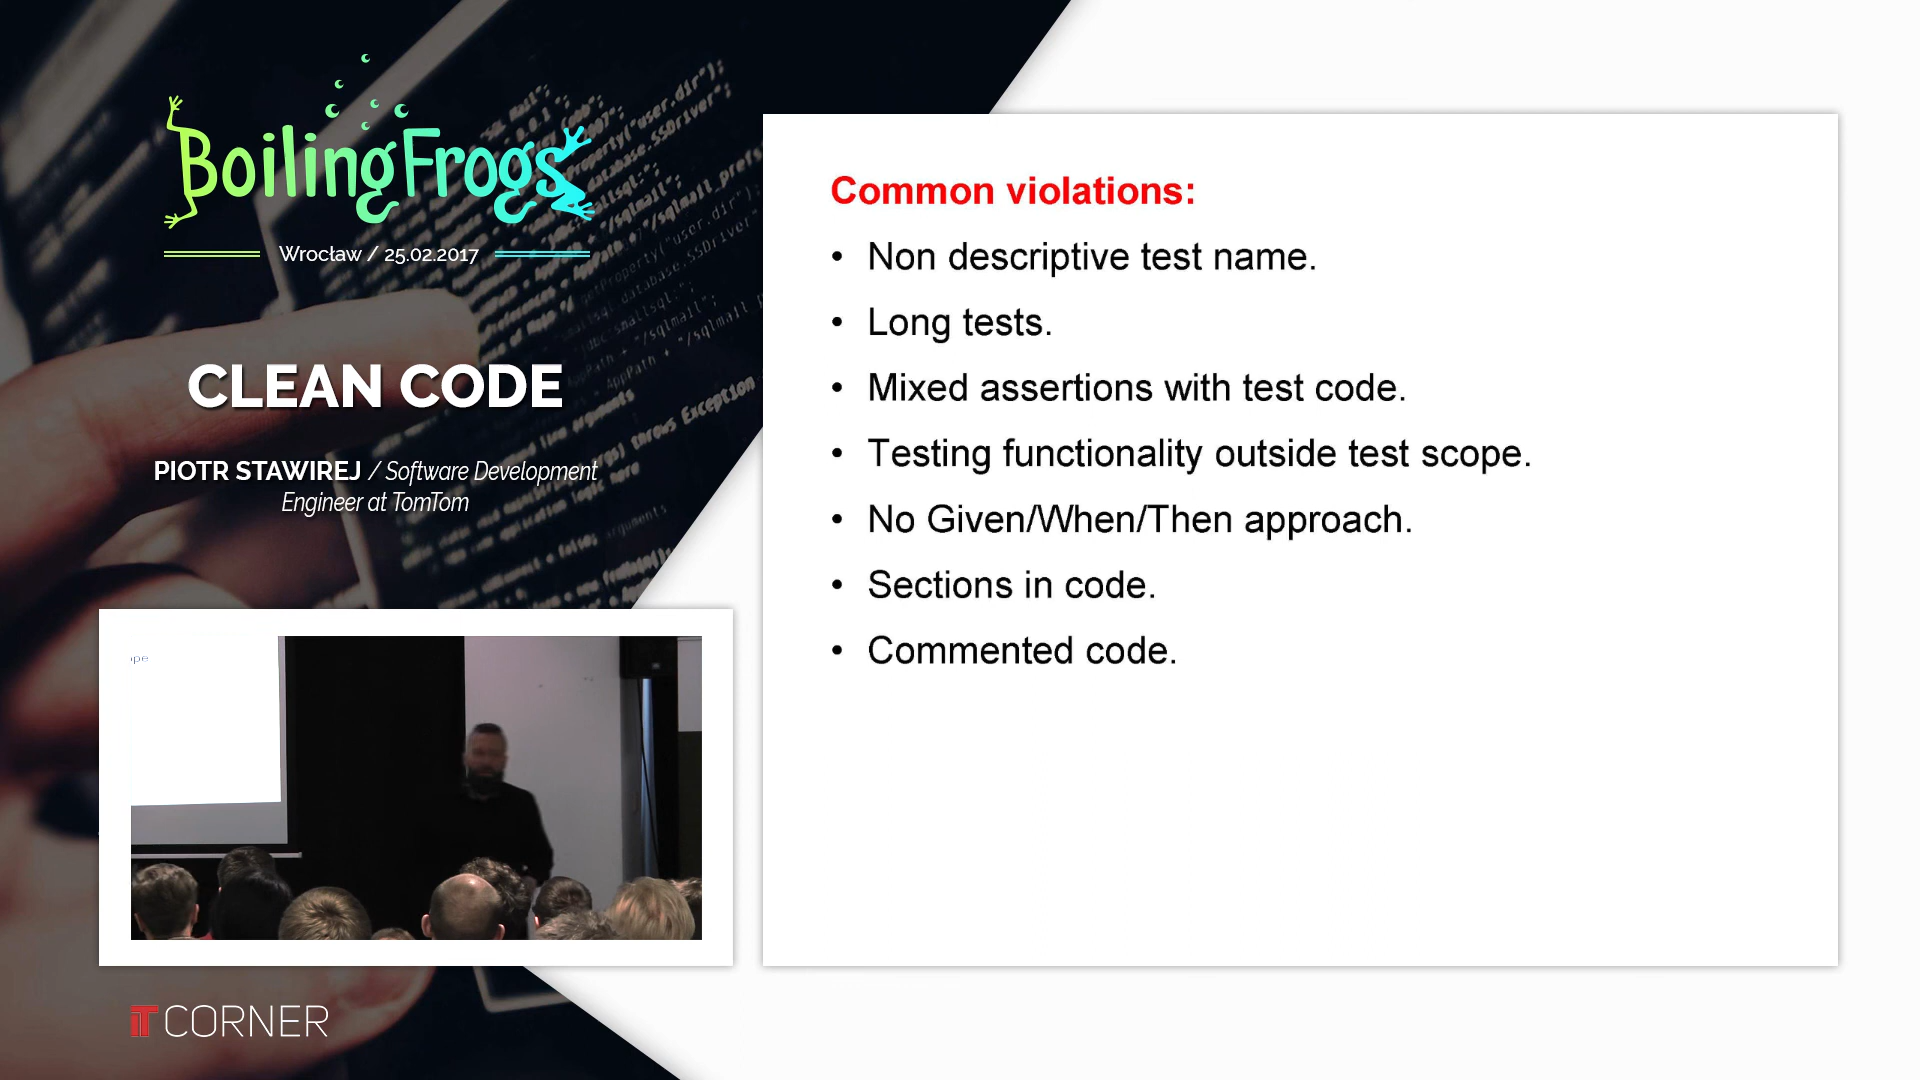 BoilingFrogs
Wrocław / 25.02.2017
CLEAN CODE
PIOTR STAWIREJ / Software Development
Engineer at TomTom
Common violations:
• Non descriptive test name.
• Long tests.
• Mixed assertions with test code.
• Testing functionality outside test scope.
• No Given/When/Then approach.
• Sections in code.
• Commented code.
IT CORNER